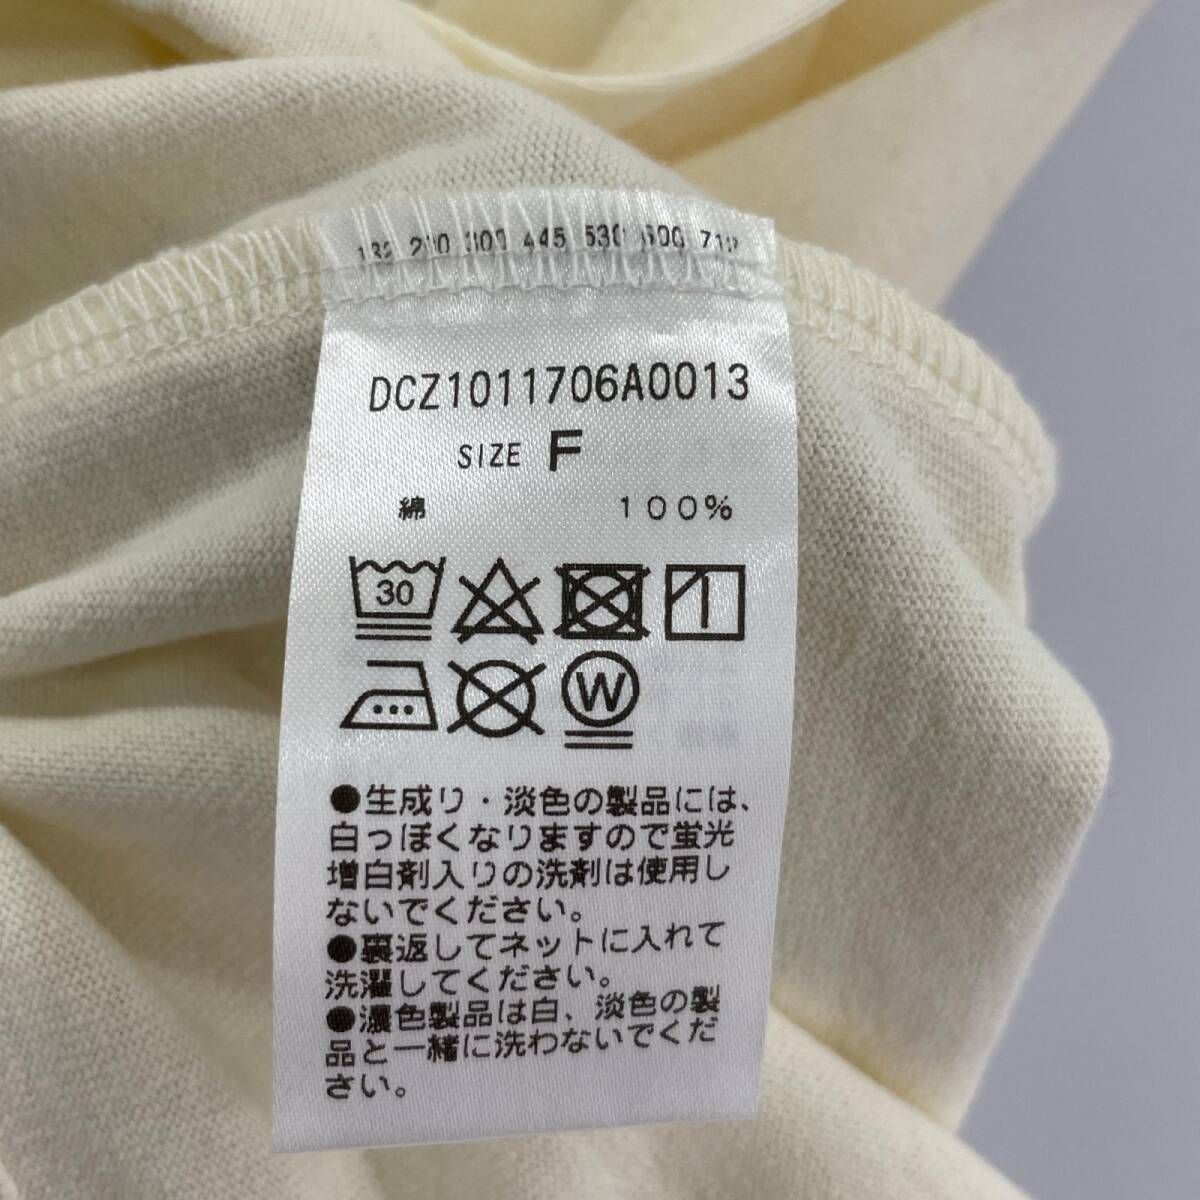 300 445 530 600
DCZ1011706A0013
SIZE F
綿 100%
30
W
●生成り・淡色の製品には、
白っぽくなりますので蛍光
増白剤入りの洗剤は使用し
ないでください。
●裏返してネットに入れて
洗濯してください。
●濃色製品は白、淡色の製
品と一緒に洗わないでくだ
さい。